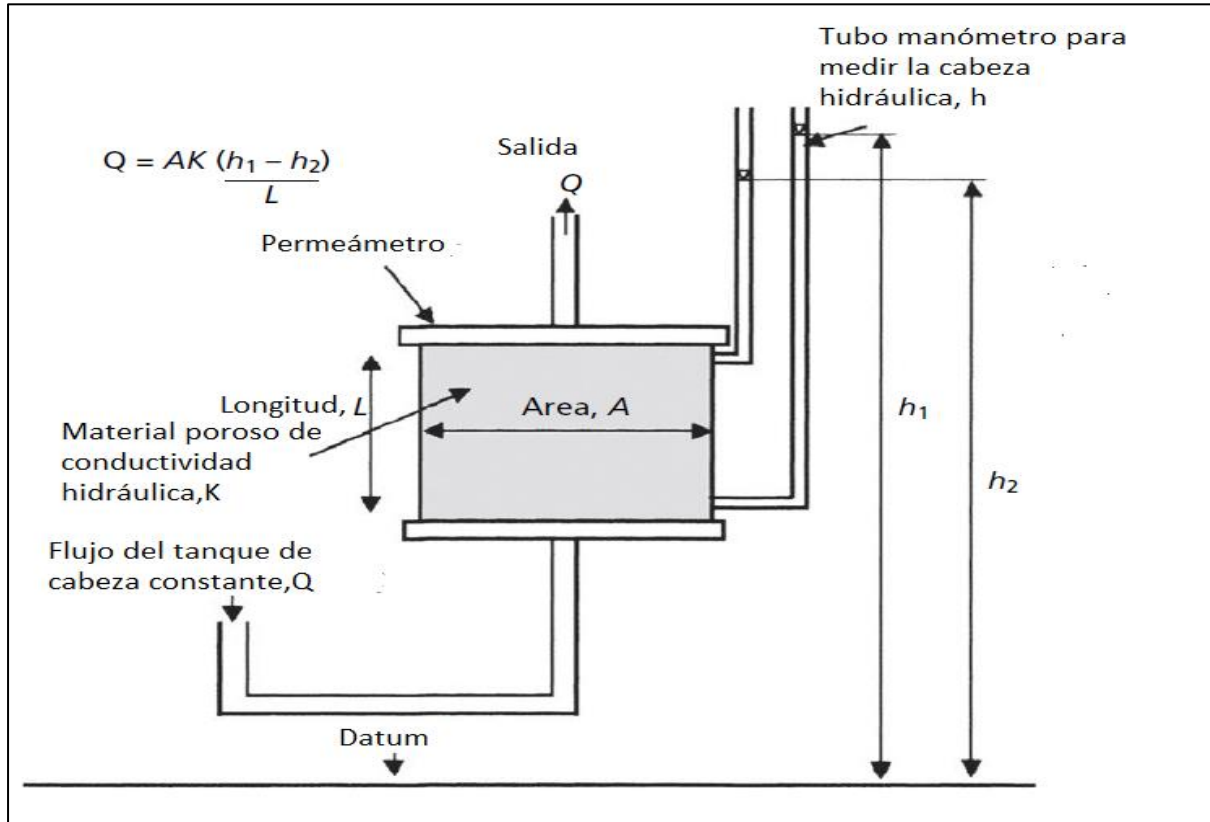 Tubo manómetro para
medir la cabeza
hidráulica, h
Salida
Q
Q = AK (h₁ – h₂)
L
Permeámetro
Longitud, L
Area, A
Material poroso de
conductividad
hidráulica,K
h₁
h₂
Flujo del tanque de
cabeza constante,Q
Datum